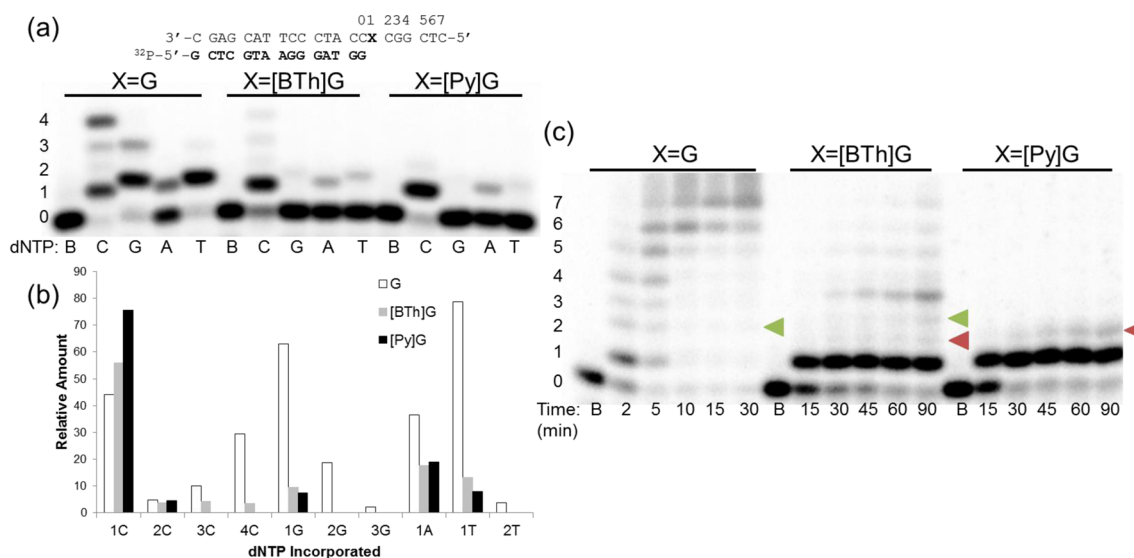 (a)
01 234 567
3’-C GAG CAT TCC CTA CCX CGG CTC-5’
32P-5’-G CTC GTA AGG GAT GG
X=G X=[BTh]G X=[Py]G
4
3
2
1
0
dNTP: B C G A T B C G A T B C G A T
(b)
90
80
70
60
50
40
30
20
10
0
Relative Amount
G
[BTh]G
[Py]G
1C 2C 3C 4C 1G 2G 3G 1A 1T 2T
dNTP Incorporated
(c)
X=G X=[BTh]G X=[Py]G
7
6
5
4
3
2
1
0
Time: B 2 5 10 15 30 B 15 30 45 60 90 B 15 30 45 60 90
(min)